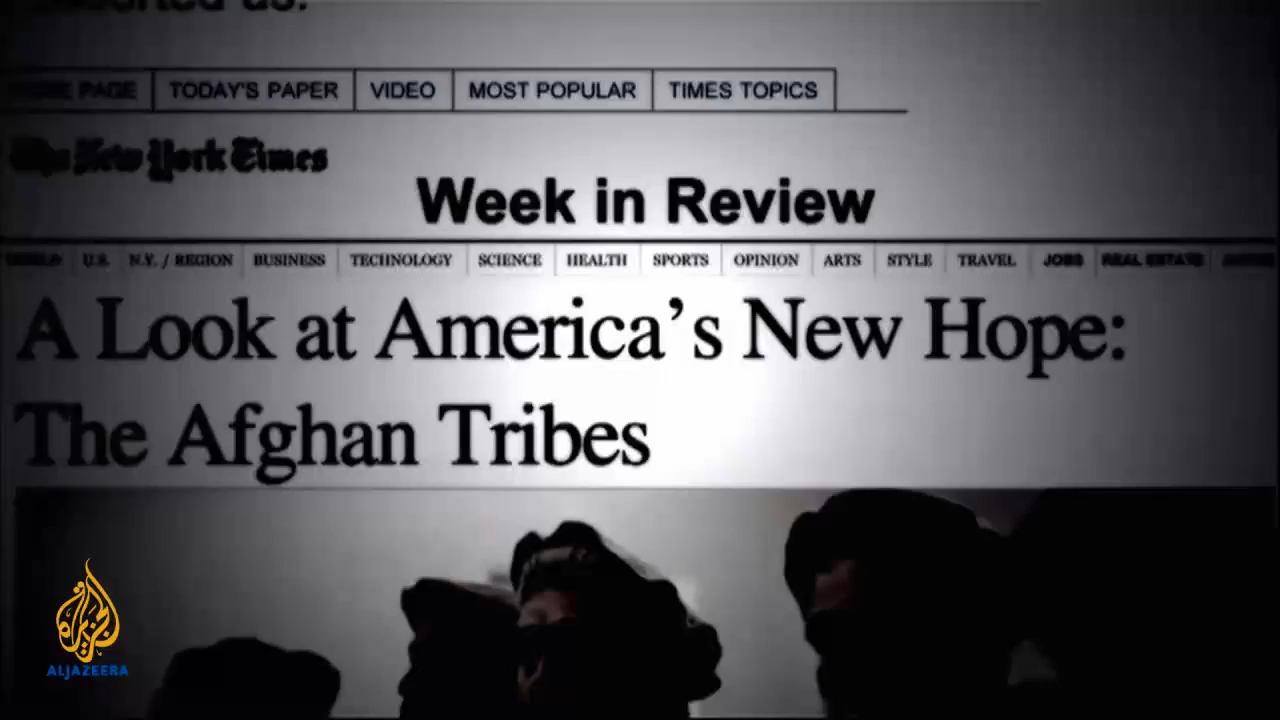 PAGE
TODAY'S PAPER
VIDEO
MOST POPULAR
TIMES TOPICS
The New York Times
Week in Review
U.S.
N.Y. / REGION
BUSINESS
TECHNOLOGY
SCIENCE
HEALTH
SPORTS
OPINION
ARTS
STYLE
TRAVEL
JOBS
REAL ESTATE
A Look at America's New Hope:
The Afghan Tribes
ALJAZEERA